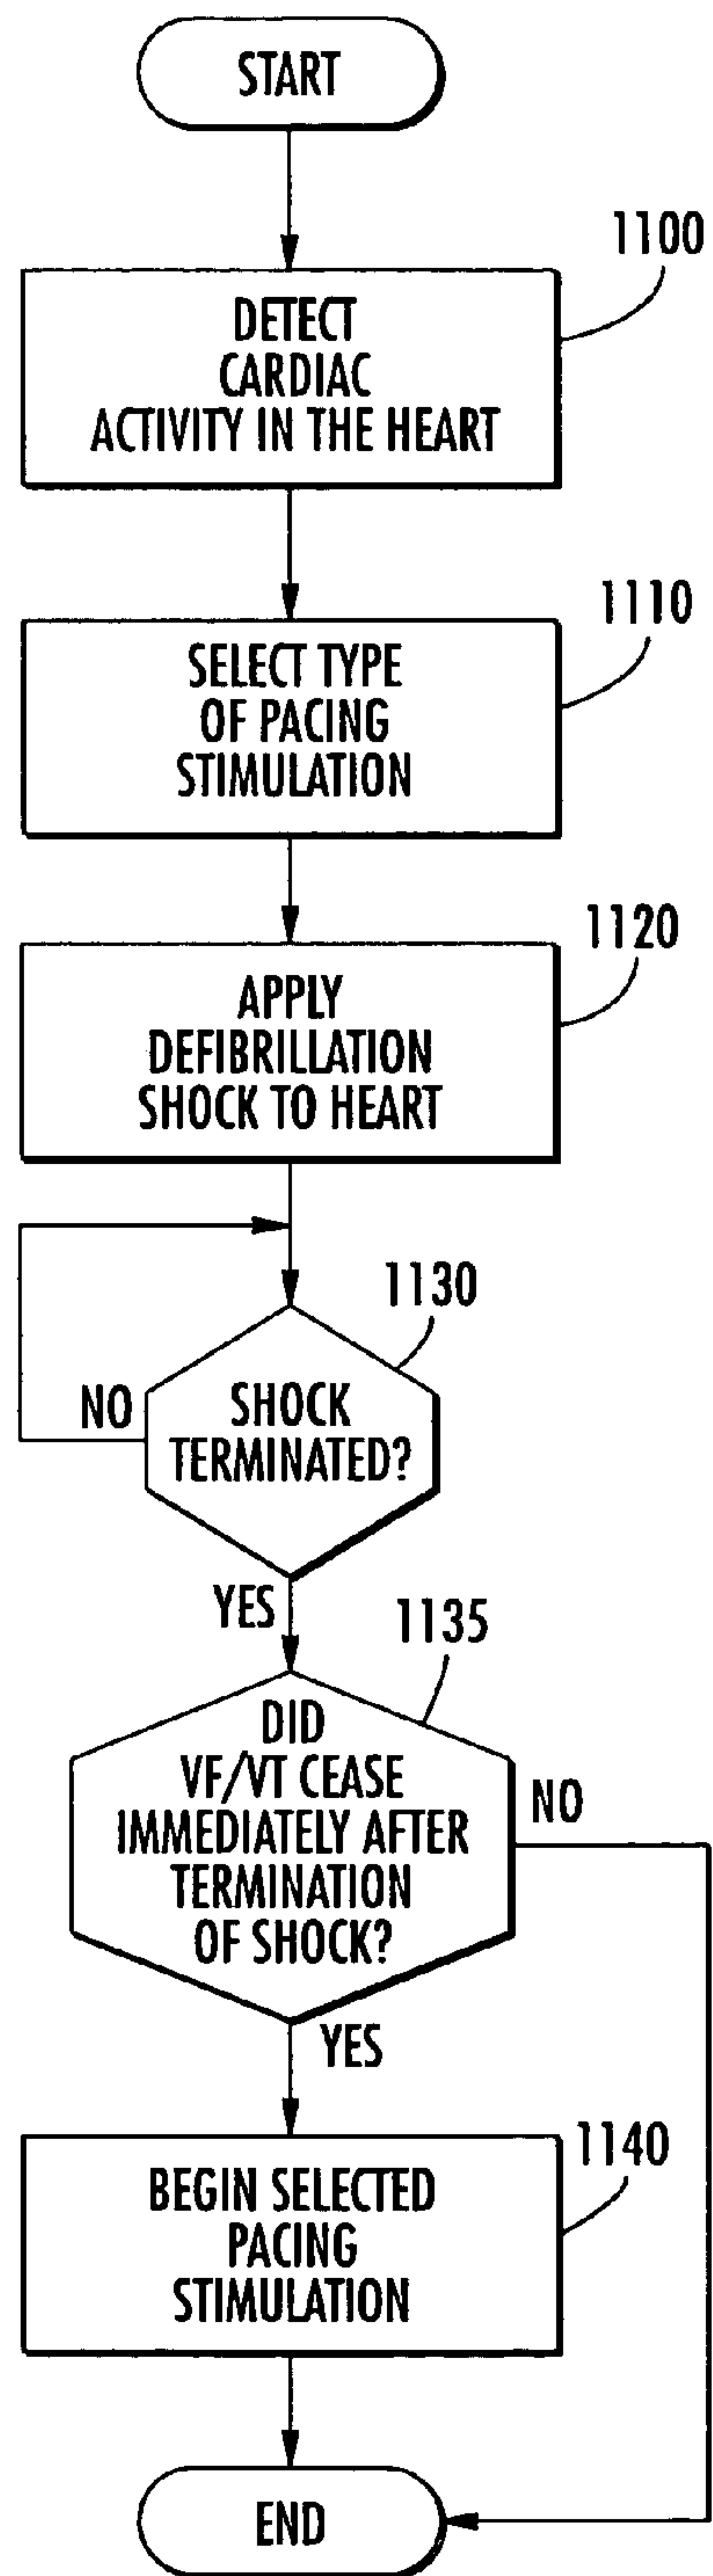 START
1100
DETECT
CARDIAC
ACTIVITY IN THE HEART
1110
SELECT TYPE
OF PACING
STIMULATION
1120
APPLY
DEFIBRILLATION
SHOCK TO HEART
1130
NO
SHOCK
TERMINATED?
YES
1135
DID
VF/VT CEASE
IMMEDIATELY AFTER
TERMINATION
OF SHOCK?
NO
YES
1140
BEGIN SELECTED
PACING
STIMULATION
END